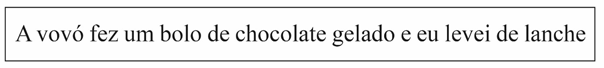 A vovó fez um bolo de chocolate gelado e eu levei de lanche